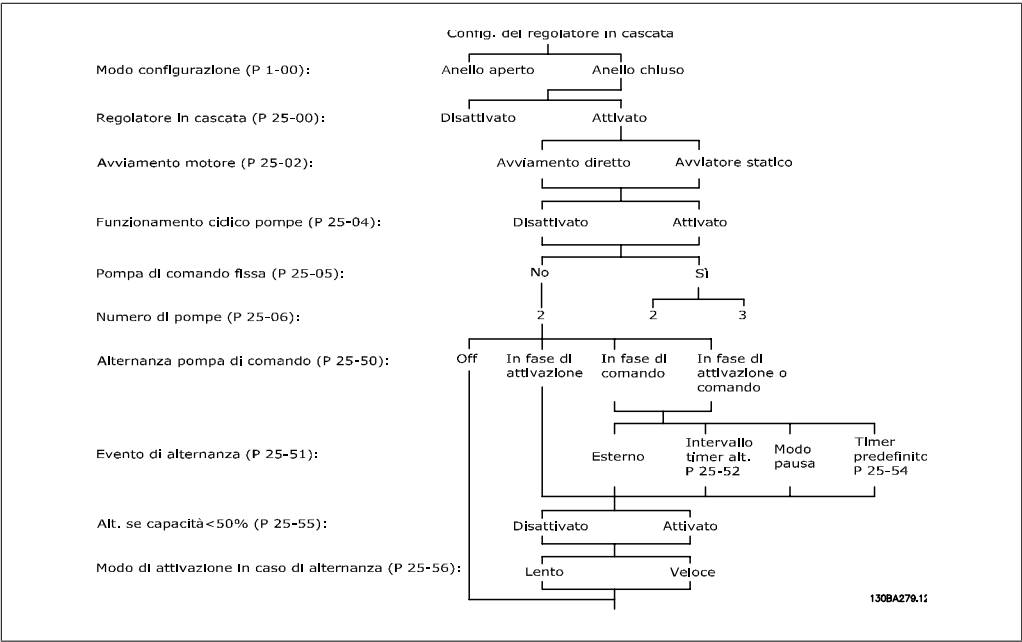 Config. del regolatore in cascata
Modo configurazione (P 1-00):
Anello aperto
Anello chiuso
Regolatore in cascata (P 25-00):
Disattivato
Attivato
Avviamento motore (P 25-02):
Avviamento diretto
Avviatore statico
Funzionamento ciclico pompe (P 25-04):
Disattivato
Attivato
Pompa di comando fissa (P 25-05):
No
Sì
Numero di pompe (P 25-06):
2
2
3
Alternanza pompa di comando (P 25-50):
Off
In fase di
attivazione
In fase di
comando
In fase di
attivazione o
comando
Evento di alternanza (P 25-51):
Esterno
Intervallo
timer alt.
P 25-52
Modo
pausa
Timer
predefinito
P 25-54
Alt. se capacità<50% (P 25-55):
Disattivato
Attivato
Modo di attivazione in caso di alternanza (P 25-56):
Lento
Veloce
130BA279.12